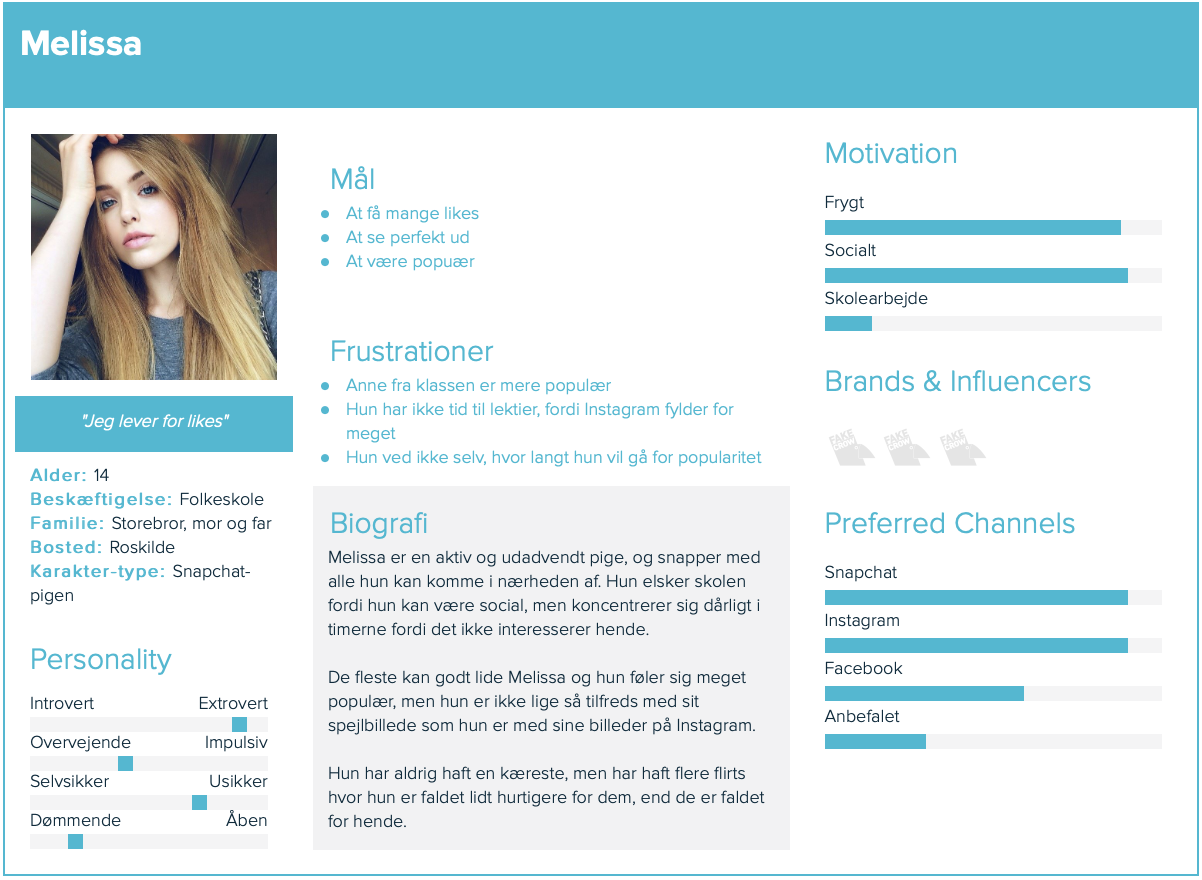 Melissa
"Jeg lever for likes"
Alder: 14
Beskæftigelse: Folkeskole
Familie: Storebror, mor og far
Bosted: Roskilde
Karakter-type: Snapchat-
pigen
Personality
Introvert Extrovert
Overvejende Impulsiv
Selvsikker Usikker
Dømmende Åben
Mål
At få mange likes
At se perfekt ud
At være popuær
Frustrationer
Anne fra klassen er mere populær
Hun har ikke tid til lektier, fordi Instagram fylder for
meget
Hun ved ikke selv, hvor langt hun vil gå for popularitet
Biografi
Melissa er en aktiv og udadvendt pige, og snapper med
alle hun kan komme i nærheden af. Hun elsker skolen
fordi hun kan være social, men koncentrerer sig dårligt i
timerne fordi det ikke interesserer hende.
De fleste kan godt lide Melissa og hun føler sig meget
populær, men hun er ikke lige så tilfreds med sit
spejlbillede som hun er med sine billeder på Instagram.
Hun har aldrig haft en kæreste, men har haft flere flirts
hvor hun er faldet lidt hurtigere for dem, end de er faldet
for hende.
Motivation
Frygt
Socialt
Skolearbejde
Brands & Influencers
FAKE FAKE FAKE
Preferred Channels
Snapchat
Instagram
Facebook
Anbefalet